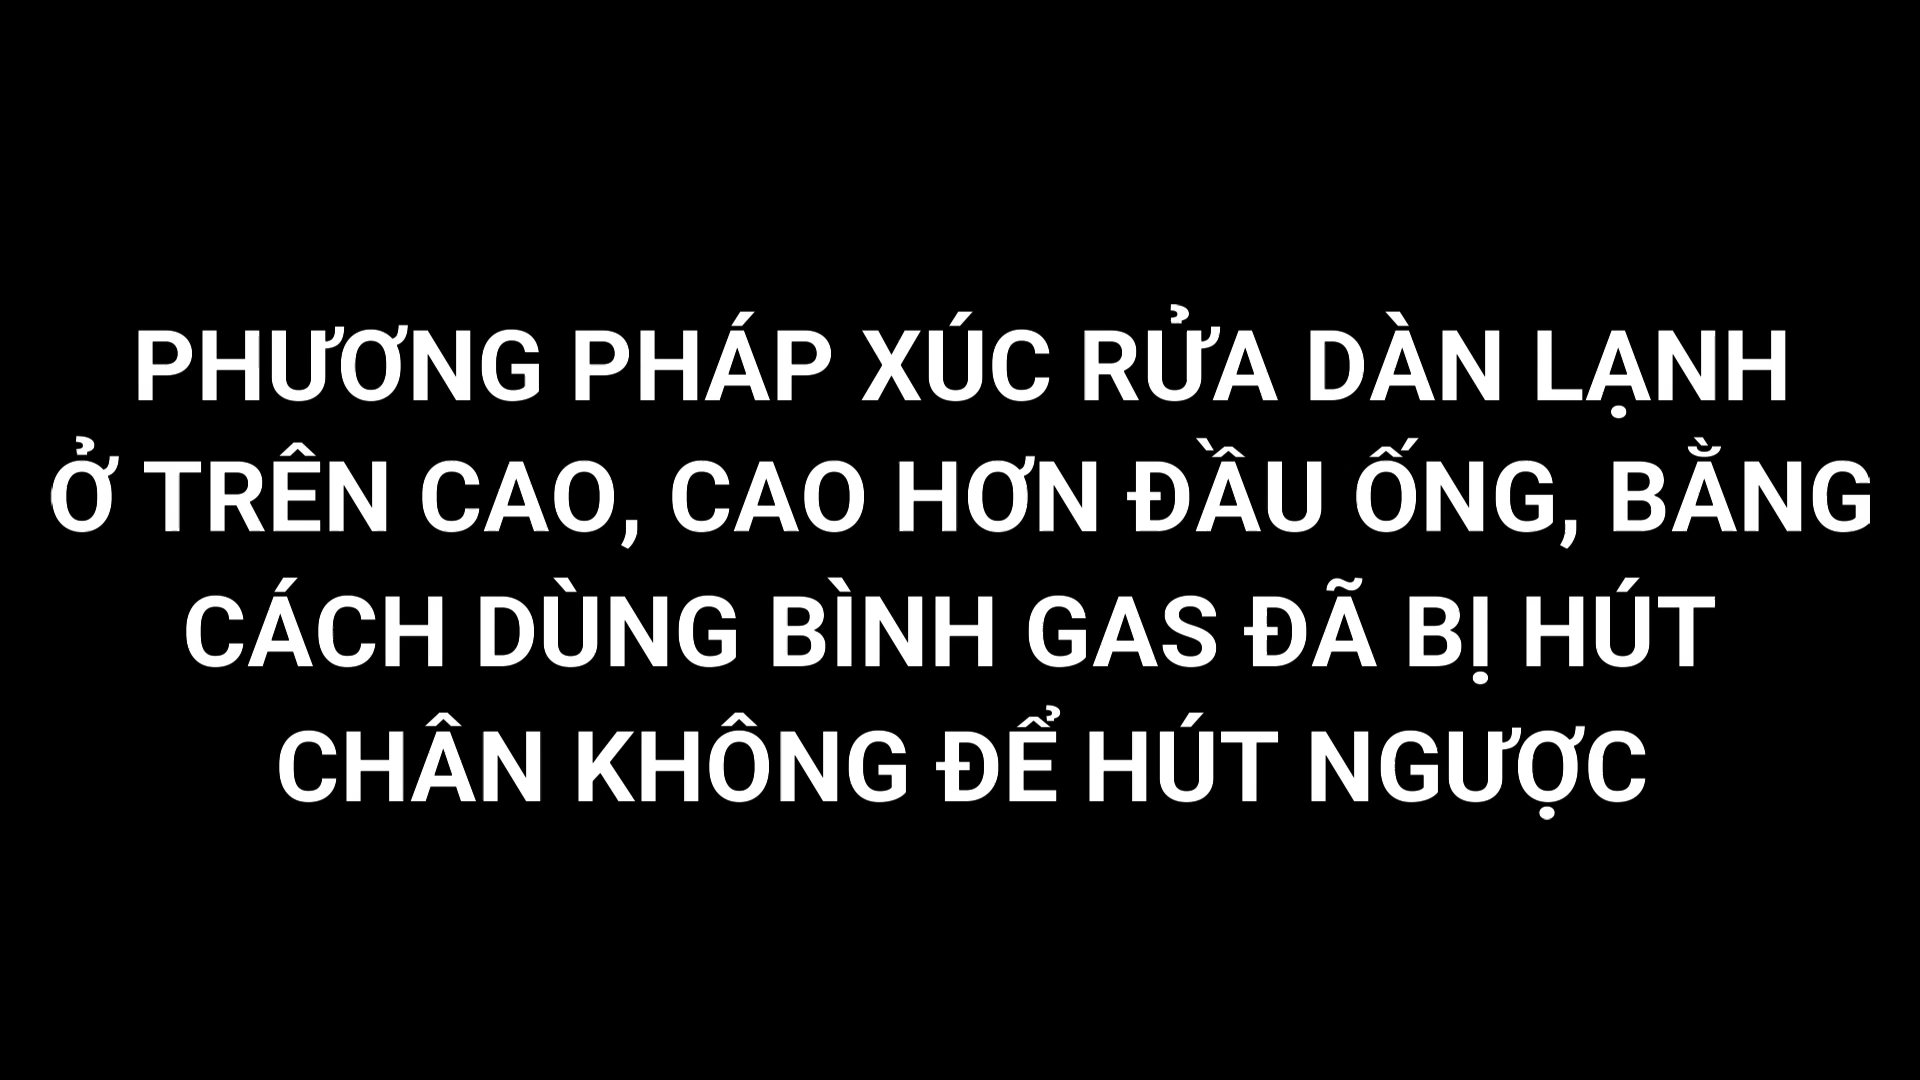 PHƯƠNG PHÁP XÚC RỬA DÀN LẠNH
Ở TRÊN CAO, CAO HƠN ĐẦU ỐNG, BẰNG
CÁCH DÙNG BÌNH GAS ĐÃ BỊ HÚT
CHÂN KHÔNG ĐỂ HÚT NGƯỢC